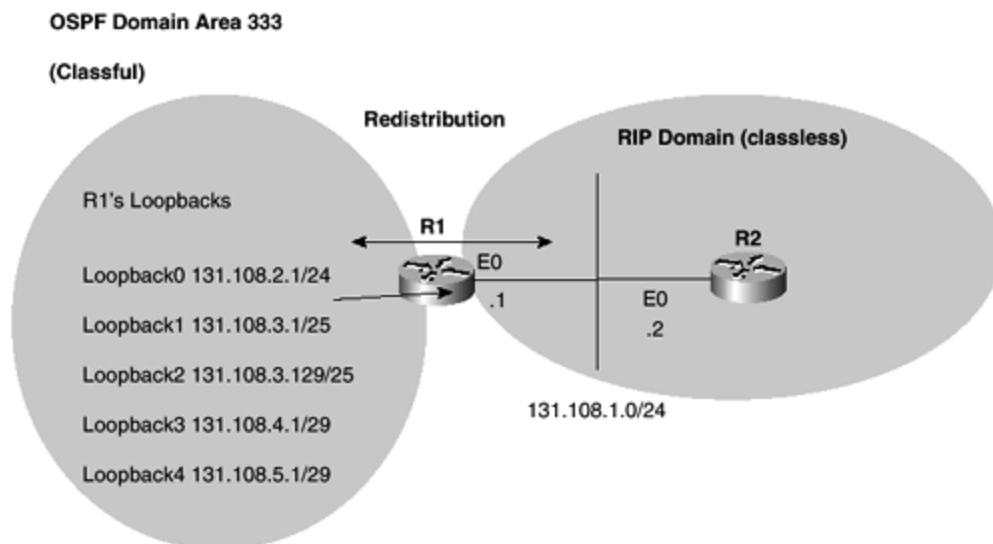 OSPF Domain Area 333
(Classful)
Redistribution
RIP Domain (classless)
R1's Loopbacks
R1
R2
Loopback0 131.108.2.1/24
E0
.1
E0
.2
Loopback1 131.108.3.1/25
Loopback2 131.108.3.129/25
131.108.1.0/24
Loopback3 131.108.4.1/29
Loopback4 131.108.5.1/29